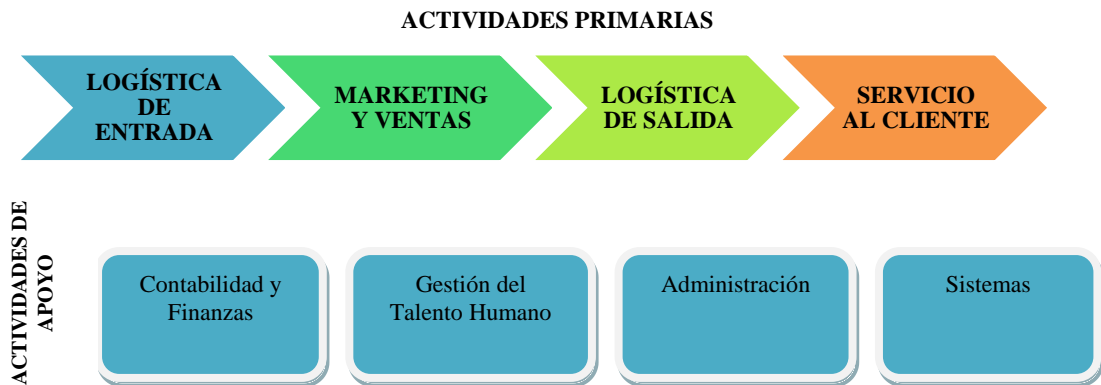 ACTIVIDADES PRIMARIAS
LOGÍSTICA
DE
ENTRADA
MARKETING
Y VENTAS
LOGÍSTICA
DE SALIDA
SERVICIO
AL CLIENTE
ACTIVIDADES DE
APOYO
Contabilidad y
Finanzas
Gestión del
Talento Humano
Administración
Sistemas